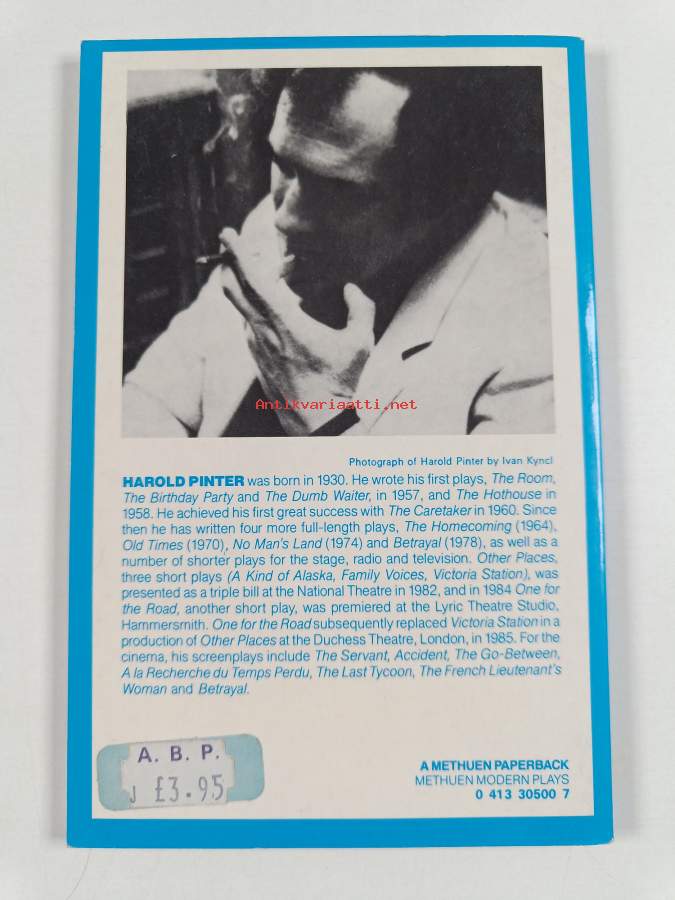 Antikvariaatti.net
Photograph of Harold Pinter by Ivan Kyncl
HAROLD PINTER was born in 1930. He wrote his first plays, The Room,
The Birthday Party and The Dumb Waiter, in 1957, and The Hothouse in
1958. He achieved his first great success with The Caretaker in 1960. Since
then he has written four more full-length plays, The Homecoming (1964),
Old Times (1970), No Man's Land (1974) and Betrayal (1978), as well as a
number of shorter plays for the stage, radio and television. Other Places,
three short plays (A Kind of Alaska, Family Voices, Victoria Station), was
presented as a triple bill at the National Theatre in 1982, and in 1984 One for
the Road, another short play, was premiered at the Lyric Theatre Studio,
Hammersmith. One for the Road subsequently replaced Victoria Station in a
production of Other Places at the Duchess Theatre, London, in 1985. For the
cinema, his screenplays include The Servant, Accident, The Go-Between,
A la Recherche du Temps Perdu, The Last Tycoon, The French Lieutenant's
Woman and Betrayal.
A. B. P.
J £3.95
A METHUEN PAPERBACK
METHUEN MODERN PLAYS
0 413 30500 7